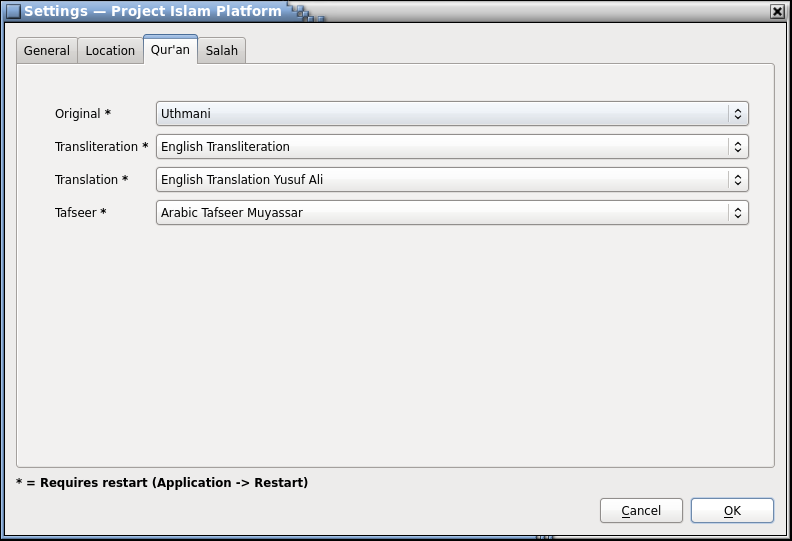 Settings — Project Islam Platform
General Location Qur'an Salah
Original * Uthmani
Transliteration * English Transliteration
Translation * English Translation Yusuf Ali
Tafseer * Arabic Tafseer Muyassar
* = Requires restart (Application -> Restart)
Cancel OK